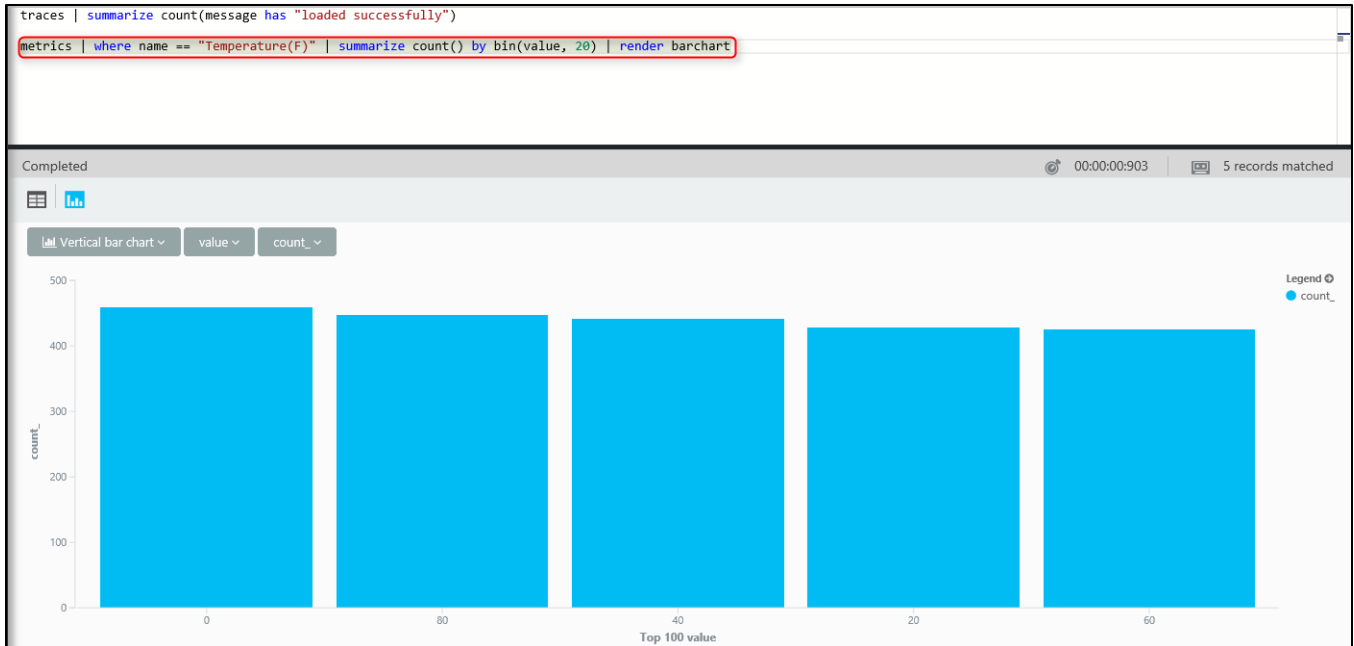 traces | summarize count(message has "loaded successfully")
metrics | where name == "Temperature(F)" | summarize count() by bin(value, 20) | render barchart
Completed 00:00:00:903 5 records matched
Vertical bar chart value count_
Legend
count_
500
400
300
200
100
0
count_
0 80 40 20 60
Top 100 value